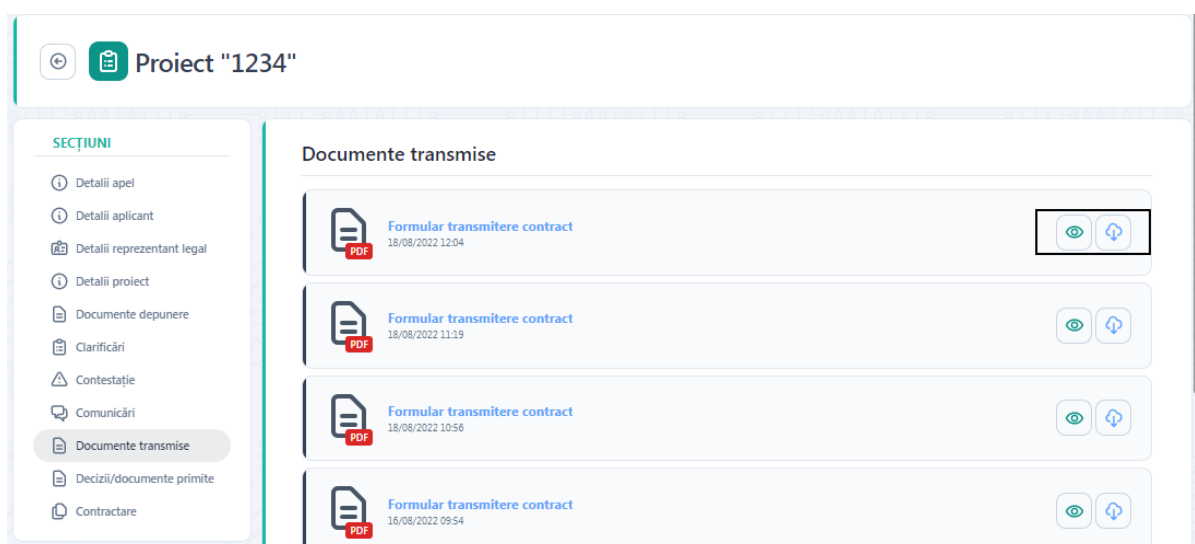 Proiect "1234"
SECȚIUNI
Detalii apel
Detalii aplicant
Detalii reprezentant legal
Detalii proiect
Documente depunere
Clarificări
Contestație
Comunicări
Documente transmise
Decizii/documente primite
Contractare
Documente transmise
PDF
Formular transmitere contract
18/08/2022 12:04
PDF
Formular transmitere contract
18/08/2022 11:19
PDF
Formular transmitere contract
18/08/2022 10:56
PDF
Formular transmitere contract
16/08/2022 09:54